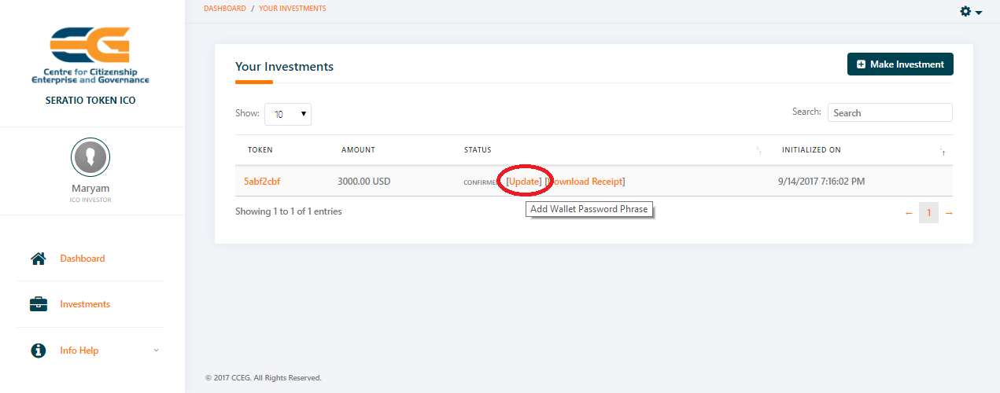 DASHBOARD / YOUR INVESTMENTS
Centre for Citizenship
Enterprise and Governance
SERATIO TOKEN ICO
Maryam
ICO INVESTOR
Dashboard
Investments
Info Help
Your Investments
Make Investment
Show: 10
Search: Search
TOKEN AMOUNT STATUS INITIALIZED ON
5abf2cbf 3000.00 USD CONFIRMED [Update] [Download Receipt] 9/14/2017 7:16:02 PM
Add Wallet Password Phrase
Showing 1 to 1 of 1 entries
← 1 →
© 2017 CCEG. All Rights Reserved.